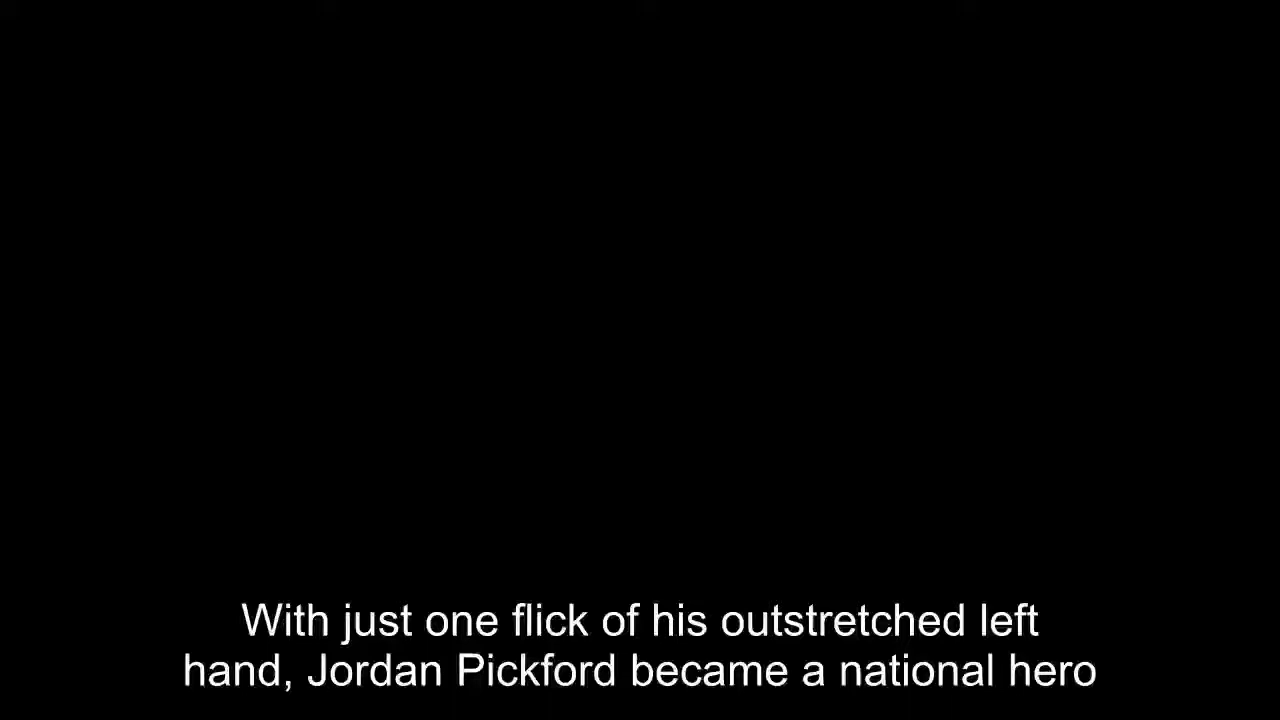 With just one flick of his outstretched left
hand, Jordan Pickford became a national hero